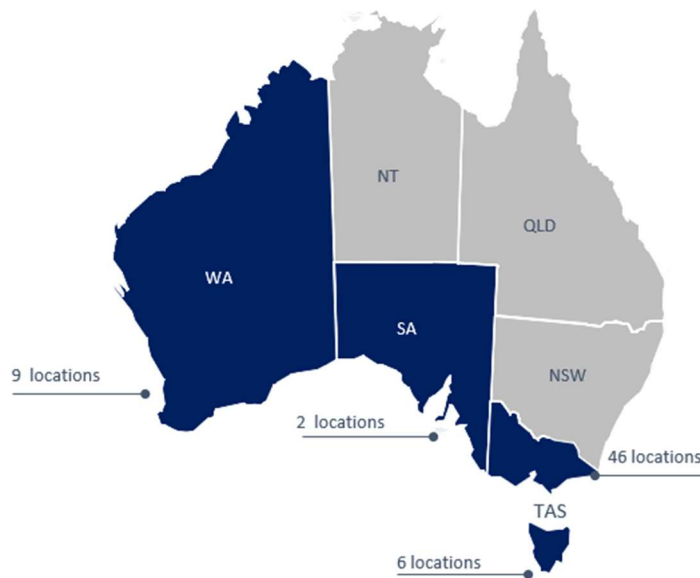 NT
QLD
WA
SA
NSW
9 locations
2 locations
46 locations
TAS
6 locations